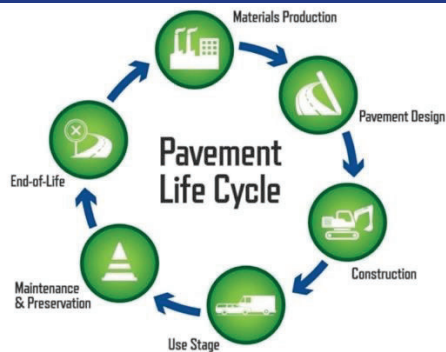 Materials Production
Pavement Design
Construction
Use Stage
Maintenance
& Preservation
End-of-Life
Pavement
Life Cycle